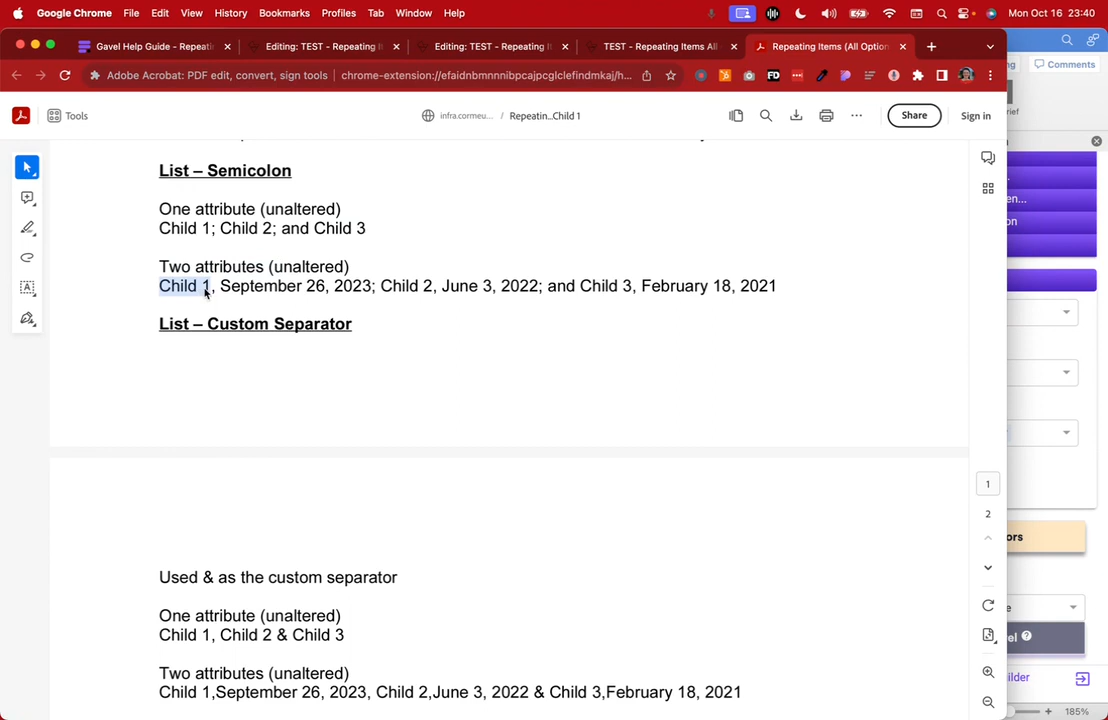 Google Chrome File Edit View History Bookmarks Profiles Tab Window Help Mon Oct 16 23:40
Gavel Help Guide - Repeati
Editing: TEST - Repeating I
Editing: TEST - Repeating I
TEST - Repeating Items All
Repeating Items (All Option
Adobe Acrobat: PDF edit, convert, sign tools
chrome-extension://efaidnbmnnnibpcajpcglclefindmkaj/h...
Comments
Tools
infra.cormeu... / Repeatin...Child 1
Share
Sign in
List – Semicolon
One attribute (unaltered)
Child 1; Child 2; and Child 3
Two attributes (unaltered)
Child 1, September 26, 2023; Child 2, June 3, 2022; and Child 3, February 18, 2021
List – Custom Separator
Used & as the custom separator
One attribute (unaltered)
Child 1, Child 2 & Child 3
Two attributes (unaltered)
Child 1,September 26, 2023, Child 2,June 3, 2022 & Child 3,February 18, 2021
1
2
en...
on
ors
185%